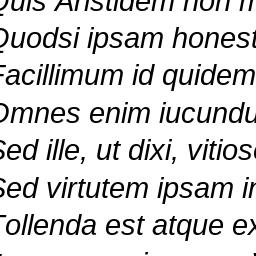 Quis Aristidem non m
Quodsi ipsam honest
Facillimum id quidem
Omnes enim iucundu
Sed ille, ut dixi, vitios
Sed virtutem ipsam in
Tollenda est atque ex